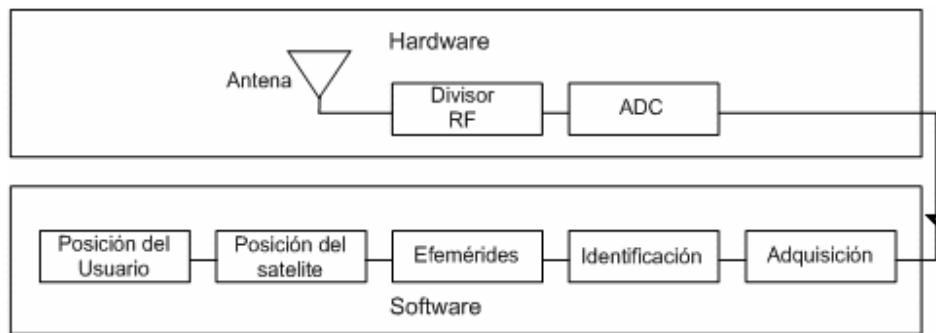 Hardware
Antena
Divisor
RF
ADC
Posición del
Usuario
Posición del
satelite
Efemérides
Identificación
Adquisición
Software